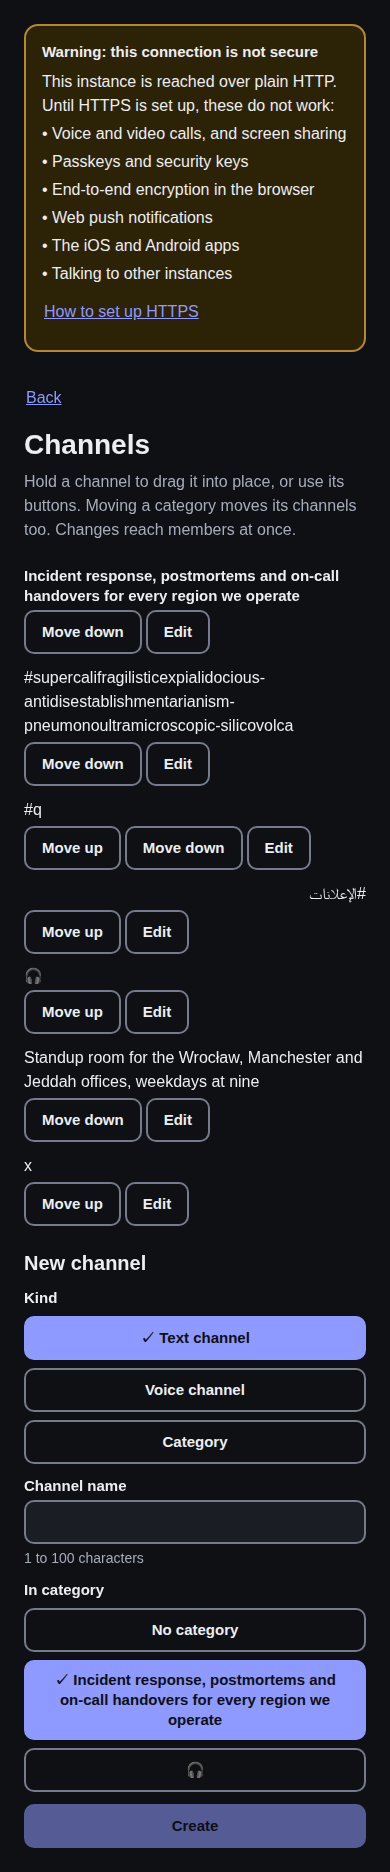 Warning: this connection is not secure
This instance is reached over plain HTTP.
Until HTTPS is set up, these do not work:
• Voice and video calls, and screen sharing
• Passkeys and security keys
• End-to-end encryption in the browser
• Web push notifications
• The iOS and Android apps
• Talking to other instances
How to set up HTTPS
Back
Channels
Hold a channel to drag it into place, or use its
buttons. Moving a category moves its channels
too. Changes reach members at once.
Incident response, postmortems and on-call
handovers for every region we operate
Move down Edit
#supercalifragilisticexpialidocious-
antidisestablishmentarianism-
pneumonoultramicroscopic-silicovolca
Move down Edit
#q
Move up Move down Edit
#الإعلانات
Move up Edit
🎧
Move up Edit
Standup room for the Wrocław, Manchester and
Jeddah offices, weekdays at nine
Move down Edit
x
Move up Edit
New channel
Kind
✓ Text channel
Voice channel
Category
Channel name
1 to 100 characters
In category
No category
✓ Incident response, postmortems and
on-call handovers for every region we
operate
🎧
Create